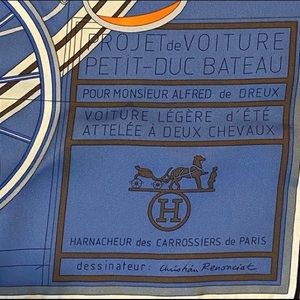 PROJET de VOITURE
PETIT-DUC BATEAU
POUR MONSIEUR ALFRED de DREUX
VOITURE LÉGÈRE d'ÉTÉ
ATTELÉE À DEUX CHEVAUX
H
HARNACHEUR des CARROSSIERS de PARIS
dessinateur: Christian Renonciat